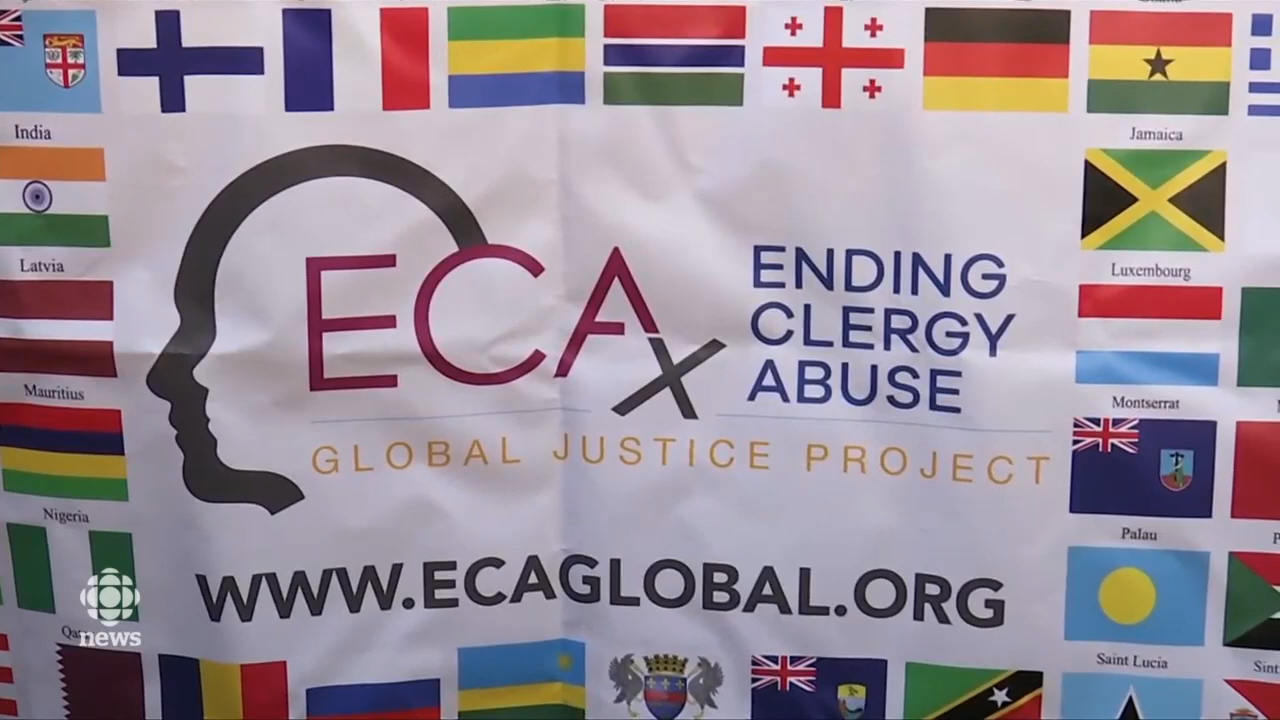 India
Jamaica
Latvia
Luxembourg
ECA
ENDING
CLERGY
ABUSE
GLOBAL JUSTICE PROJECT
Mauritius
Montserrat
Nigeria
Palau
WWW.ECAGLOBAL.ORG
news
Saint Lucia